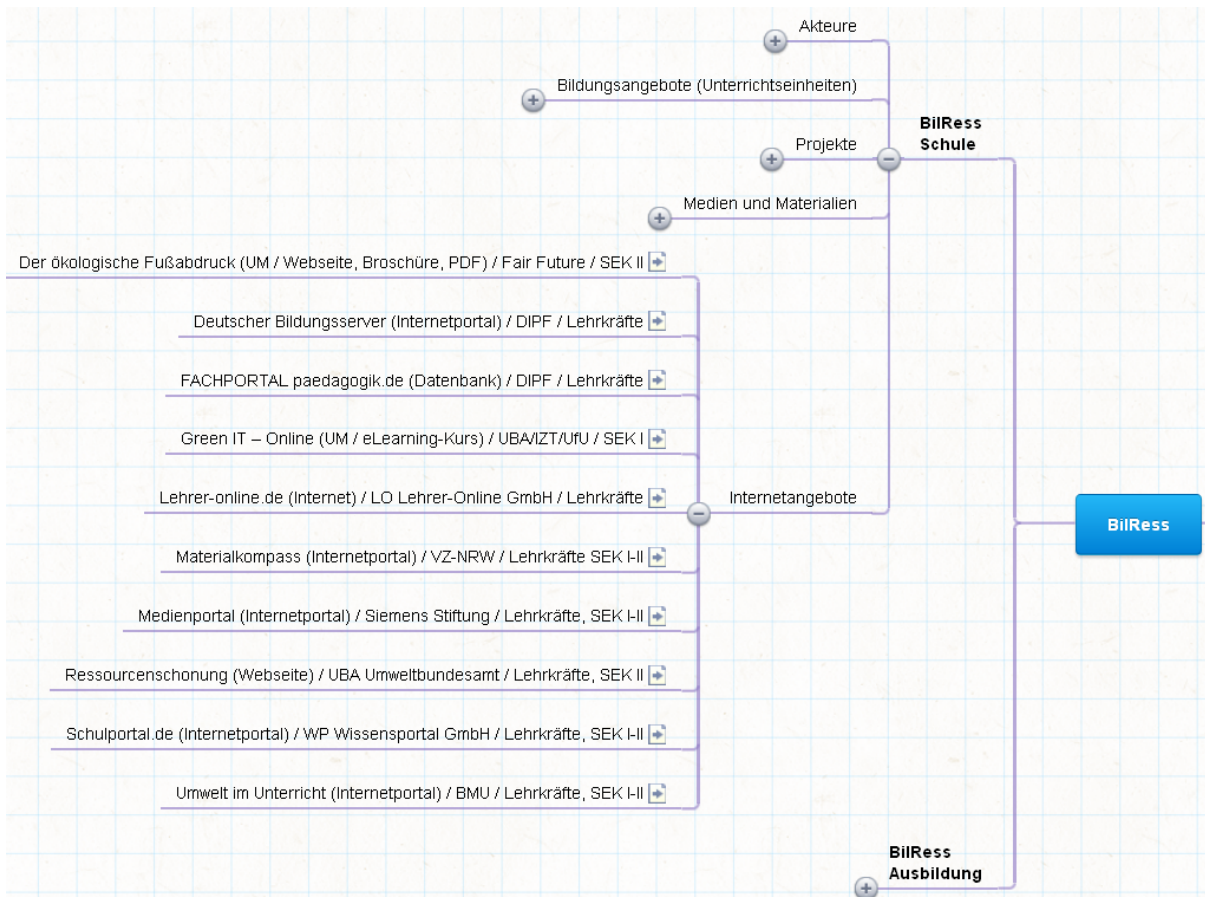 Akteure
Bildungsangebote (Unterrichtseinheiten)
BilRess
Schule
Projekte
Medien und Materialien
Der ökologische Fußabdruck (UM / Webseite, Broschüre, PDF) / Fair Future / SEK II
Deutscher Bildungsserver (Internetportal) / DIPF / Lehrkräfte
FACHPORTAL paedagogik.de (Datenbank) / DIPF / Lehrkräfte
Green IT – Online (UM / eLearning-Kurs) / UBA/IZT/UfU / SEK I
Lehrer-online.de (Internet) / LO Lehrer-Online GmbH / Lehrkräfte
Internetangebote
BilRess
Materialkompass (Internetportal) / VZ-NRW / Lehrkräfte SEK I-II
Medienportal (Internetportal) / Siemens Stiftung / Lehrkräfte, SEK I-II
Ressourcenschonung (Webseite) / UBA Umweltbundesamt / Lehrkräfte, SEK II
Schulportal.de (Internetportal) / WP Wissensportal GmbH / Lehrkräfte, SEK I-II
Umwelt im Unterricht (Internetportal) / BMU / Lehrkräfte, SEK I-II
BilRess
Ausbildung